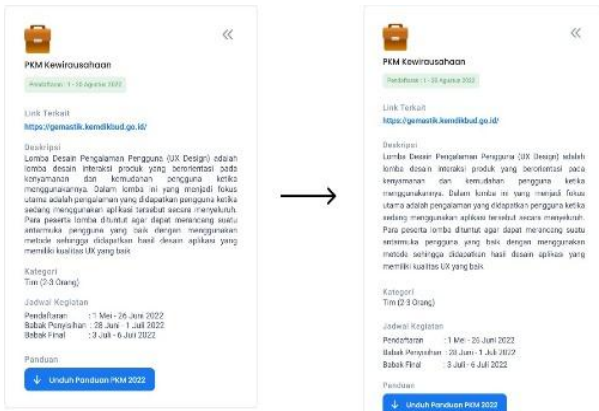 PKM Kewirausahaan
Pendaftaran : 1 - 26 Agustus 2022
Link Terkait
https://gemastik.kemdikbud.go.id/
Deskripsi
Lomba Desain Pengalaman Pengguna (UX Design) adalah
lomba desain interaksi produk yang berorientasi pada
kenyamanan dan kemudahan pengguna ketika
menggunakannya. Dalam lomba ini yang menjadi fokus
utama adalah pengalaman yang didapatkan pengguna ketika
sedang menggunakan aplikasi tersebut secara menyeluruh.
Para peserta lomba dituntut agar dapat merancang suatu
antarmuka pengguna yang baik dengan menggunakan
metode sehingga didapatkan hasil desain aplikasi yang
memiliki kualitas UX yang baik
Kategori
Tim (2-3 Orang)
Jadwal Kegiatan
Pendaftaran : 1 Mei - 26 Juni 2022
Babak Penyisihan : 28 Juni - 1 Juli 2022
Babak Final : 3 Juli - 6 Juli 2022
Panduan
Unduh Panduan PKM 2022
PKM Kewirausahaan
Pendaftaran : 1 - 26 Agustus 2022
Link Terkait
https://gemastik.kemdikbud.go.id/
Deskripsi
Lomba Desain Pengalaman Pengguna (UX Design) adalah
lomba desain interaksi produk yang berorientasi pada
kenyamanan dan kemudahan pengguna ketika
menggunakannya. Dalam lomba ini yang menjadi fokus
utama adalah pengalaman yang didapatkan pengguna ketika
sedang menggunakan aplikasi tersebut secara menyeluruh.
Para peserta lomba dituntut agar dapat merancang suatu
antarmuka pengguna yang baik dengan menggunakan
metode sehingga didapatkan hasil desain aplikasi yang
memiliki kualitas UX yang baik
Kategori
Tim (2-3 Orang)
Jadwal Kegiatan
Pendaftaran : 1 Mei - 26 Juni 2022
Babak Penyisihan : 28 Juni - 1 Juli 2022
Babak Final : 3 Juli - 6 Juli 2022
Panduan
Unduh Panduan PKM 2022